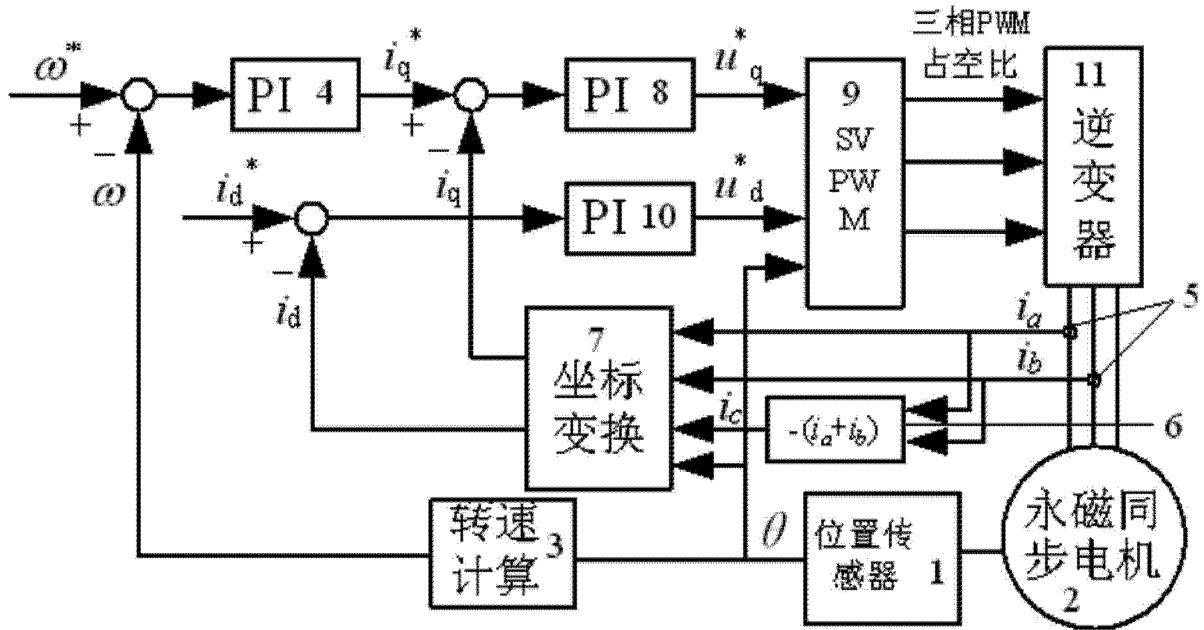 三相PWM
占空比
ω*
+
−
ω
PI 4
iq*
+
−
iq
PI 8
u*q
9
SV
PW
M
11
逆
变
器
id*
+
−
id
PI 10
u*d
5
ia
ib
ic
7
坐标
变换
-(ia+ib)
6
转速
计算 3
θ
位置传
感器 1
永磁同
步电机
2